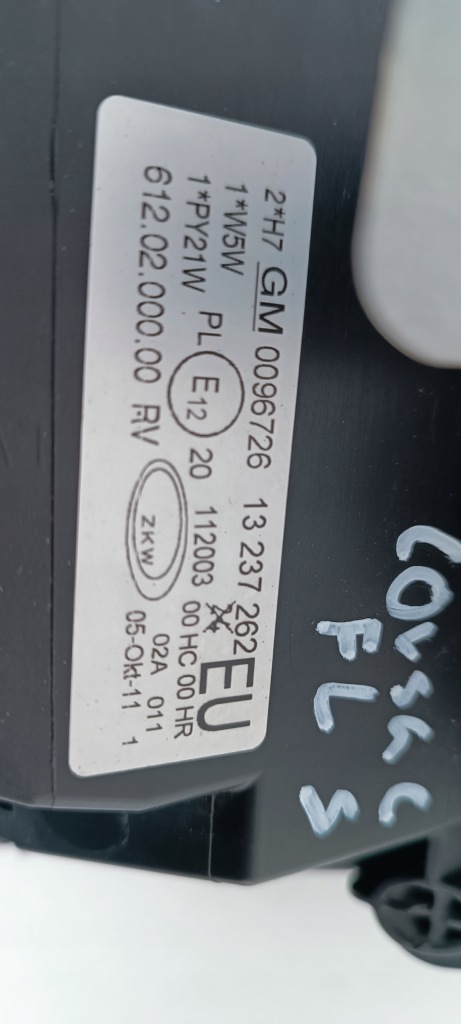 2*H7 GM 0096726 13 237 262 EU
1*W5W
1*PY21W PL E12 20 112003 00 HC 00 HR
612.02.000.00 RV ZKW 02A 011
05-Okt-11 1
CORSA C
FL S